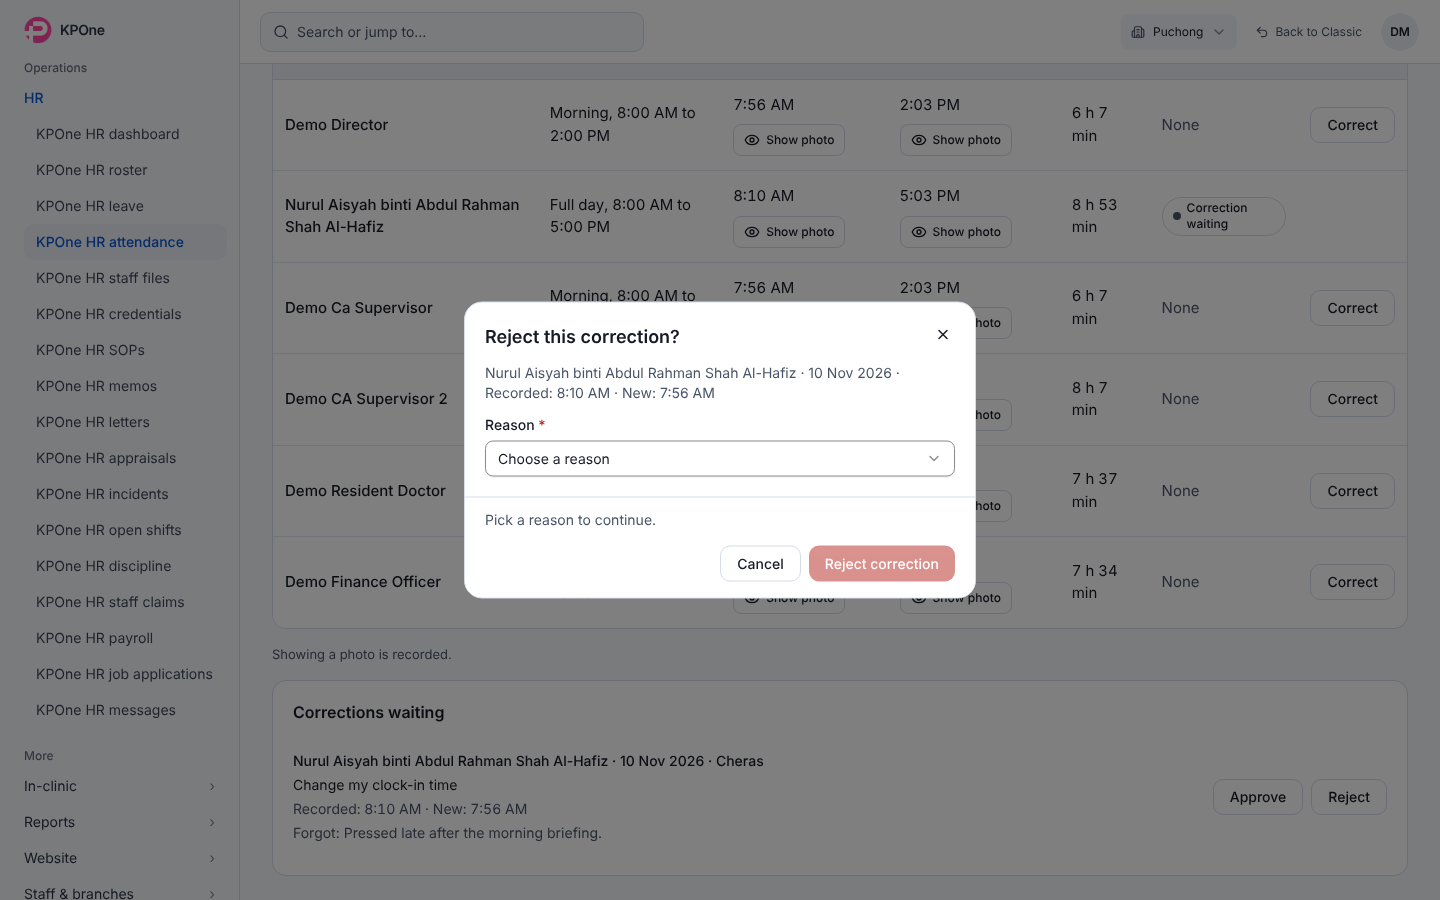 KPOne
Search or jump to...
Puchong
Back to Classic
DM
Operations
HR
KPOne HR dashboard
KPOne HR roster
KPOne HR leave
KPOne HR attendance
KPOne HR staff files
KPOne HR credentials
KPOne HR SOPs
KPOne HR memos
KPOne HR letters
KPOne HR appraisals
KPOne HR incidents
KPOne HR open shifts
KPOne HR discipline
KPOne HR staff claims
KPOne HR payroll
KPOne HR job applications
KPOne HR messages
More
In-clinic
Reports
Website
Staff & branches
Demo Director
Morning, 8:00 AM to
2:00 PM
7:56 AM
Show photo
2:03 PM
Show photo
6 h 7
min
None
Correct
Nurul Aisyah binti Abdul Rahman
Shah Al-Hafiz
Full day, 8:00 AM to
5:00 PM
8:10 AM
Show photo
5:03 PM
Show photo
8 h 53
min
Correction
waiting
Demo Ca Supervisor
Morning, 8:00 AM to
7:56 AM
2:03 PM
hoto
6 h 7
min
None
Correct
Demo CA Supervisor 2
hoto
8 h 7
min
None
Correct
Demo Resident Doctor
hoto
7 h 37
min
None
Correct
Demo Finance Officer
Show photo
Show photo
7 h 34
min
None
Correct
Reject this correction?
Nurul Aisyah binti Abdul Rahman Shah Al-Hafiz · 10 Nov 2026 ·
Recorded: 8:10 AM · New: 7:56 AM
Reason *
Choose a reason
Pick a reason to continue.
Cancel
Reject correction
Showing a photo is recorded.
Corrections waiting
Nurul Aisyah binti Abdul Rahman Shah Al-Hafiz · 10 Nov 2026 · Cheras
Change my clock-in time
Recorded: 8:10 AM · New: 7:56 AM
Forgot: Pressed late after the morning briefing.
Approve
Reject